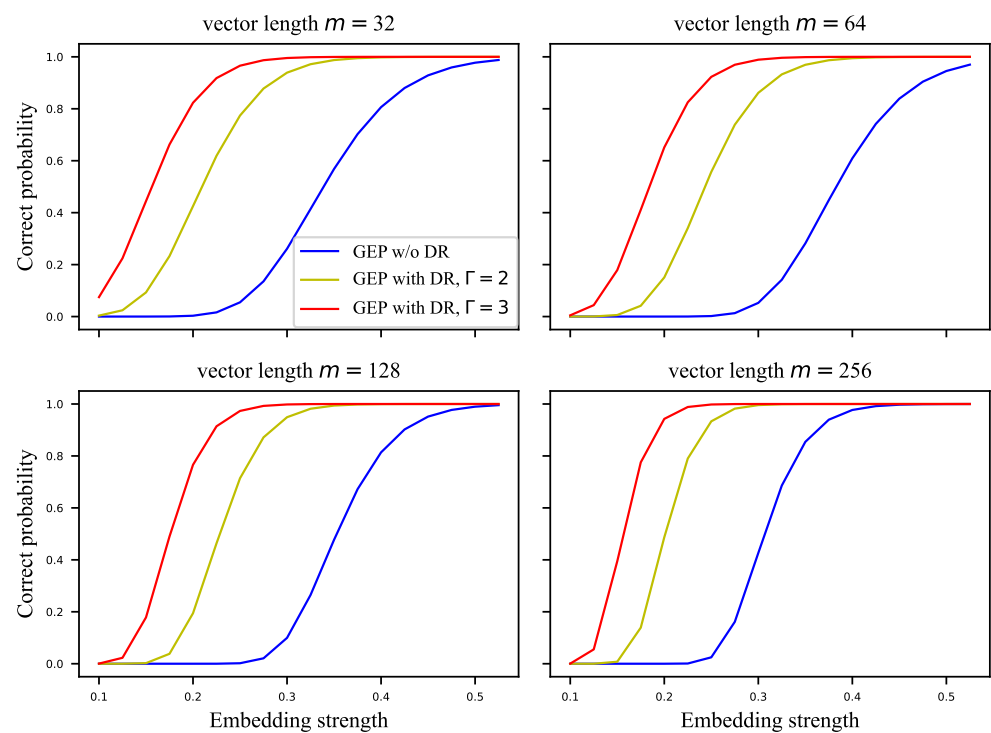 vector length m = 32
vector length m = 64
Correct probability
1.0
0.8
0.6
0.4
0.2
0.0
GEP w/o DR
GEP with DR, Γ = 2
GEP with DR, Γ = 3
vector length m = 128
vector length m = 256
Correct probability
1.0
0.8
0.6
0.4
0.2
0.0
0.1 0.2 0.3 0.4 0.5
0.1 0.2 0.3 0.4 0.5
Embedding strength
Embedding strength